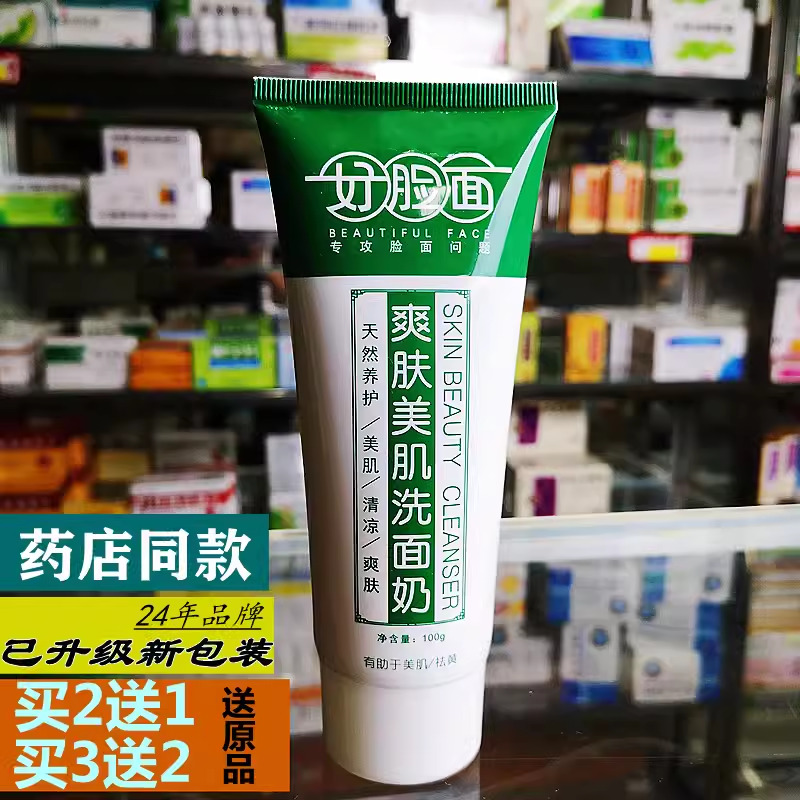 好脸面
BEAUTIFUL FACE
专攻脸面问题
SKIN BEAUTY CLEANSER
爽肤美肌洗面奶
天然养护/美肌/清凉/爽肤
净含量：100g
有助于美肌/祛黄
药店同款
24年品牌
已升级新包装
买2送1
买3送2
送原品